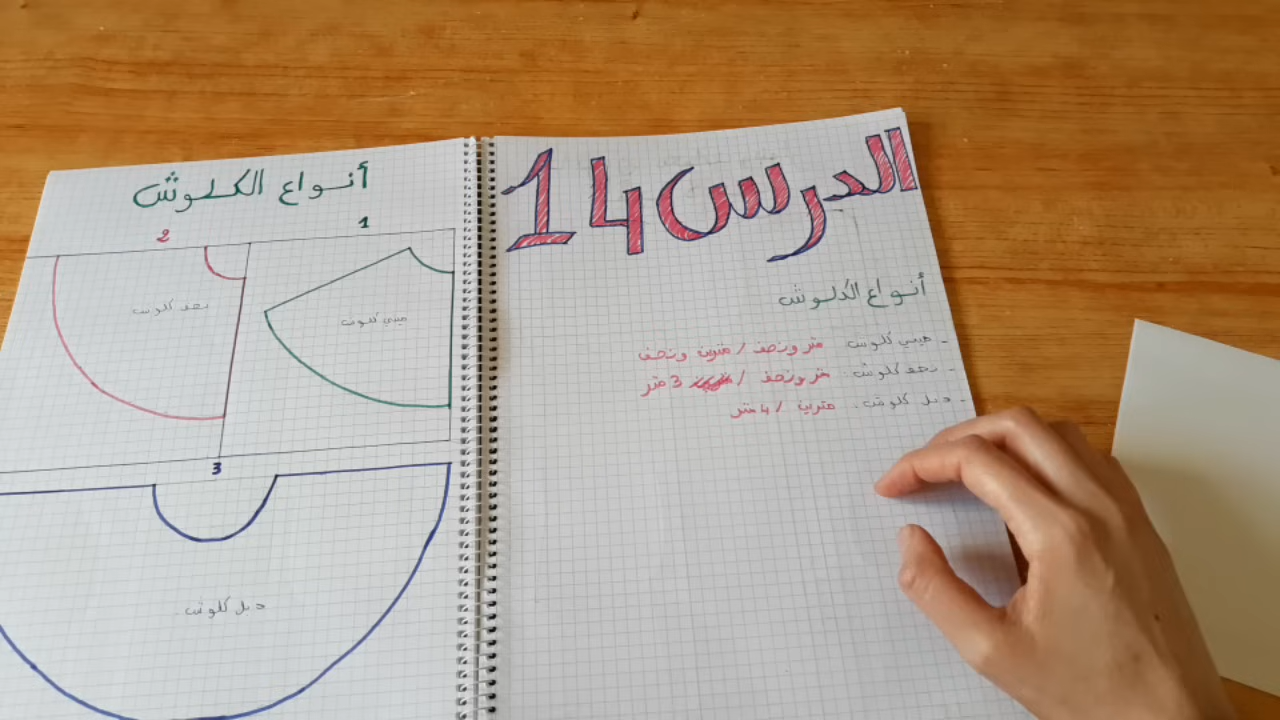 الدرس 14
أنواع الكلوش
- ميني كلوش: متر ونصف / مترين ونصف
- نصف كلوش: متر ونصف / 3 متر
- دبل كلوش: مترين / 4 متر
أنواع الكلوش
1
ميني كلوش
2
نصف كلوش
3
دبل كلوش